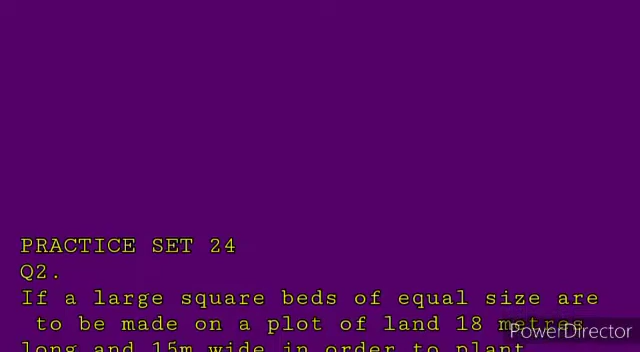 PRACTICE SET 24
Q2.
If a large square beds of equal size are
to be made on a plot of land 18 metres
long and 15m wide in order to plant
PowerDirector